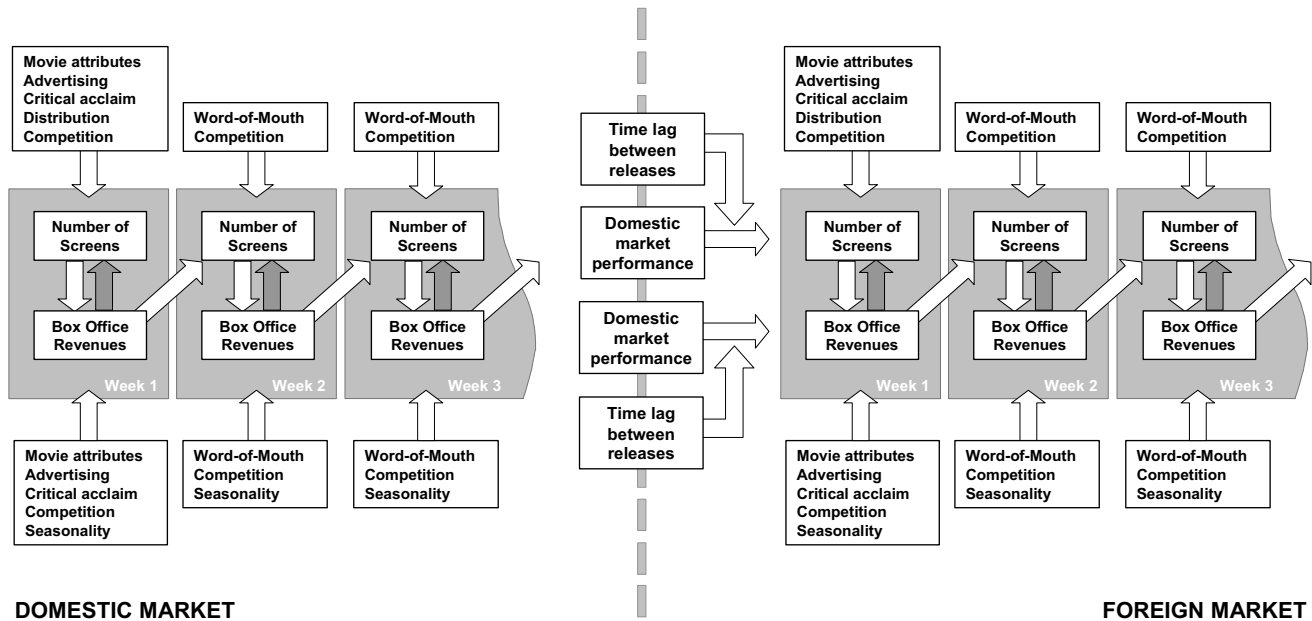 Movie attributes
Advertising
Critical acclaim
Distribution
Competition
Word-of-Mouth
Competition
Word-of-Mouth
Competition
Number of
Screens
Number of
Screens
Number of
Screens
Box Office
Revenues
Box Office
Revenues
Box Office
Revenues
Week 1
Week 2
Week 3
Movie attributes
Advertising
Critical acclaim
Competition
Seasonality
Word-of-Mouth
Competition
Seasonality
Word-of-Mouth
Competition
Seasonality
DOMESTIC MARKET
Time lag
between
releases
Domestic
market
performance
Domestic
market
performance
Time lag
between
releases
Movie attributes
Advertising
Critical acclaim
Distribution
Competition
Word-of-Mouth
Competition
Word-of-Mouth
Competition
Number of
Screens
Number of
Screens
Number of
Screens
Box Office
Revenues
Box Office
Revenues
Box Office
Revenues
Week 1
Week 2
Week 3
Movie attributes
Advertising
Critical acclaim
Competition
Seasonality
Word-of-Mouth
Competition
Seasonality
Word-of-Mouth
Competition
Seasonality
FOREIGN MARKET